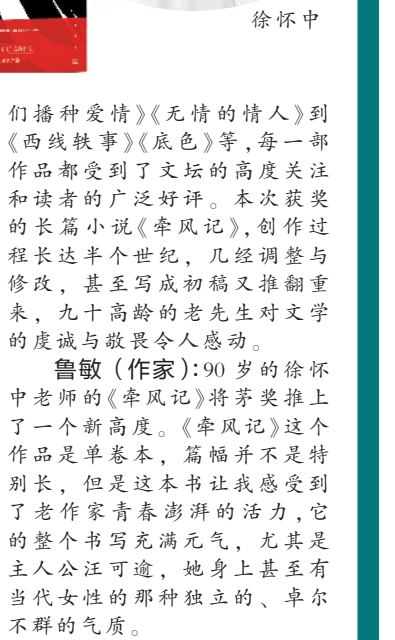 徐怀中
们播种爱情》《无情的情人》到
《西线轶事》《底色》等，每一部
作品都受到了文坛的高度关注
和读者的广泛好评。本次获奖
的长篇小说《牵风记》，创作过
程长达半个世纪，几经调整与
修改，甚至写成初稿又推翻重
来，九十高龄的老先生对文学
的虔诚与敬畏令人感动。
鲁敏（作家）：90 岁的徐怀
中老师的《牵风记》将茅奖推上
了一个新高度。《牵风记》这个
作品是单卷本，篇幅并不是特
别长，但是这本书让我感受到
了老作家青春澎湃的活力，它
的整个书写充满元气，尤其是
主人公汪可逾，她身上甚至有
当代女性的那种独立的、卓尔
不群的气质。